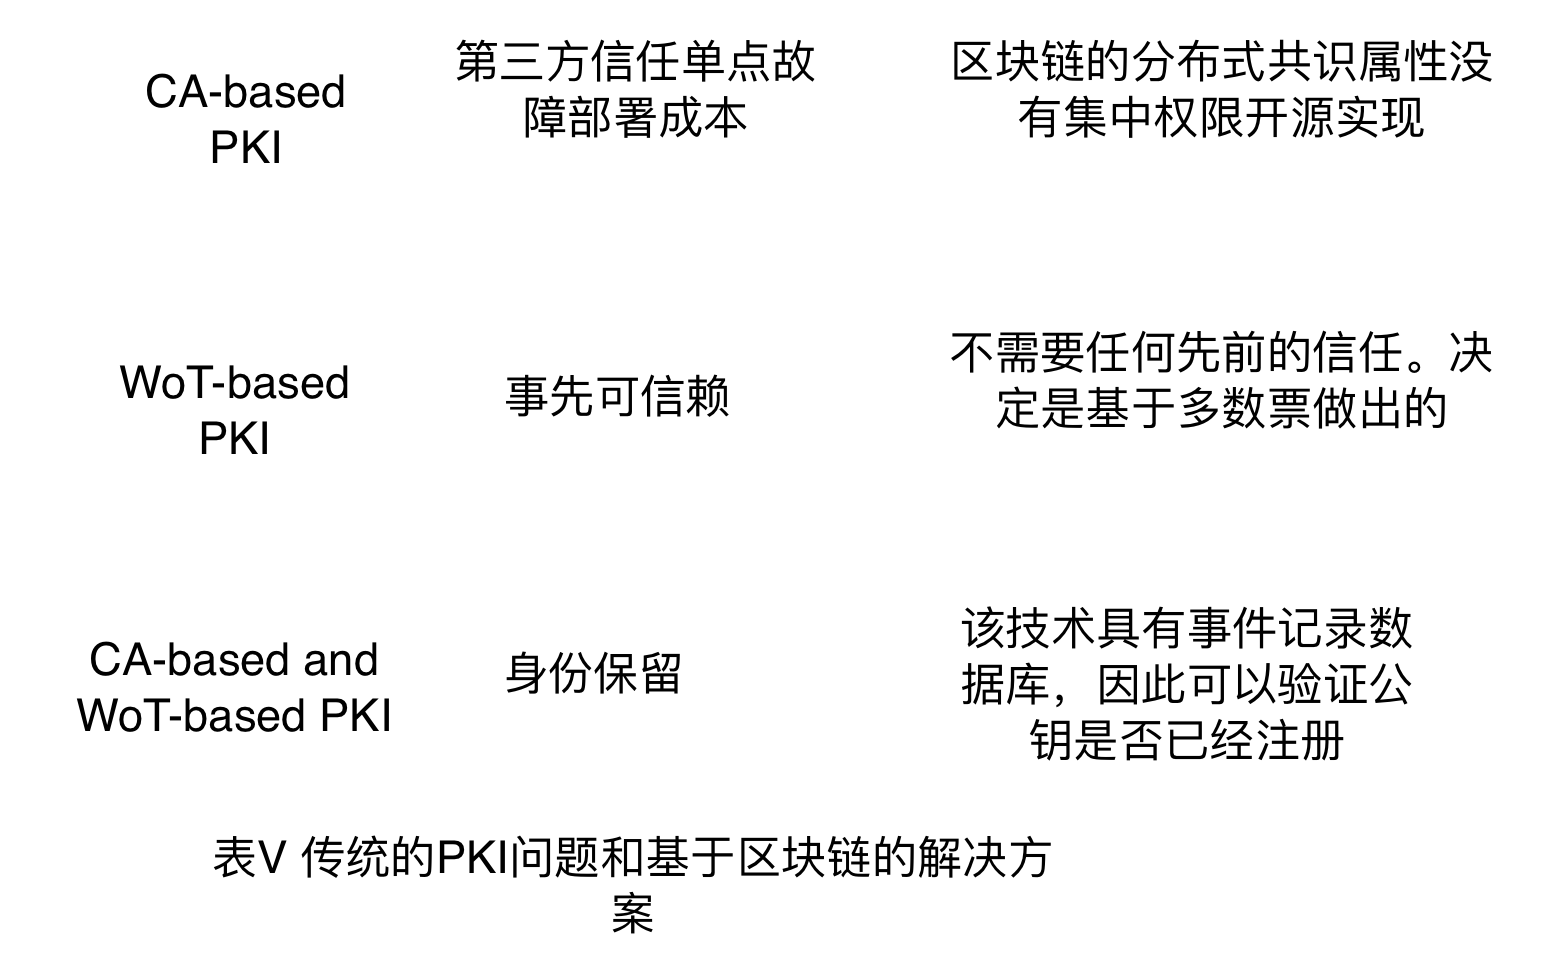 CA-based
PKI
第三方信任单点故
障部署成本
区块链的分布式共识属性没
有集中权限开源实现
WoT-based
PKI
事先可信赖
不需要任何先前的信任。决
定是基于多数票做出的
CA-based and
WoT-based PKI
身份保留
该技术具有事件记录数
据库，因此可以验证公
钥是否已经注册
表V 传统的PKI问题和基于区块链的解决方
案